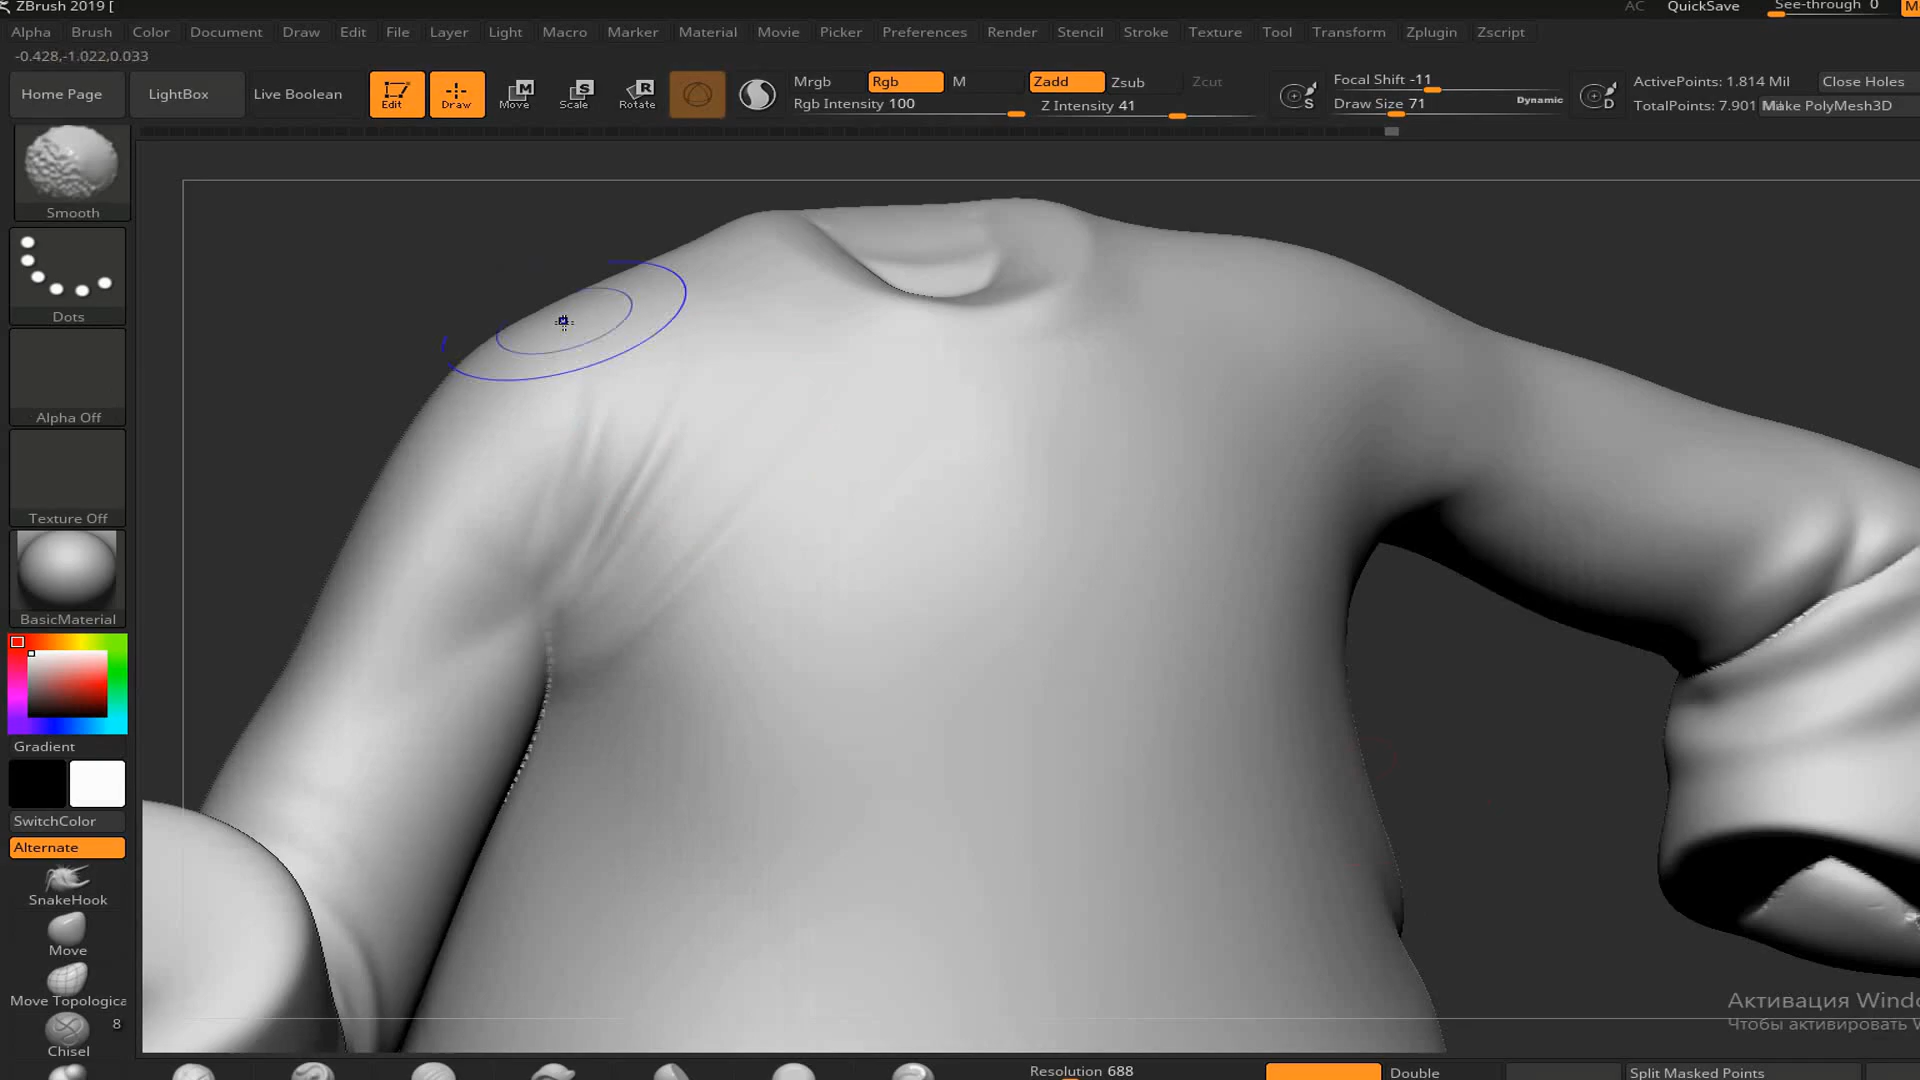 ZBrush 2019 [
AC QuickSave See-through 0
Alpha Brush Color Document Draw Edit File Layer Light Macro Marker Material Movie Picker Preferences Render Stencil Stroke Texture Tool Transform Zplugin Zscript
-0.428,-1.022,0.033
Home Page LightBox Live Boolean Edit Draw Move Scale Rotate
M S R
Mrgb Rgb M Zadd Zsub Zcut
Rgb Intensity 100 Z Intensity 41
S Focal Shift -11
Draw Size 71 Dynamic D
ActivePoints: 1.814 Mil Close Holes
TotalPoints: 7.901 Make PolyMesh3D
Smooth
Dots
Alpha Off
Texture Off
BasicMaterial
Gradient
SwitchColor
Alternate
SnakeHook
Move
Move Topologica
8
Chisel
Активация Windo
Чтобы активировать W
Resolution 688 Double Split Masked Points